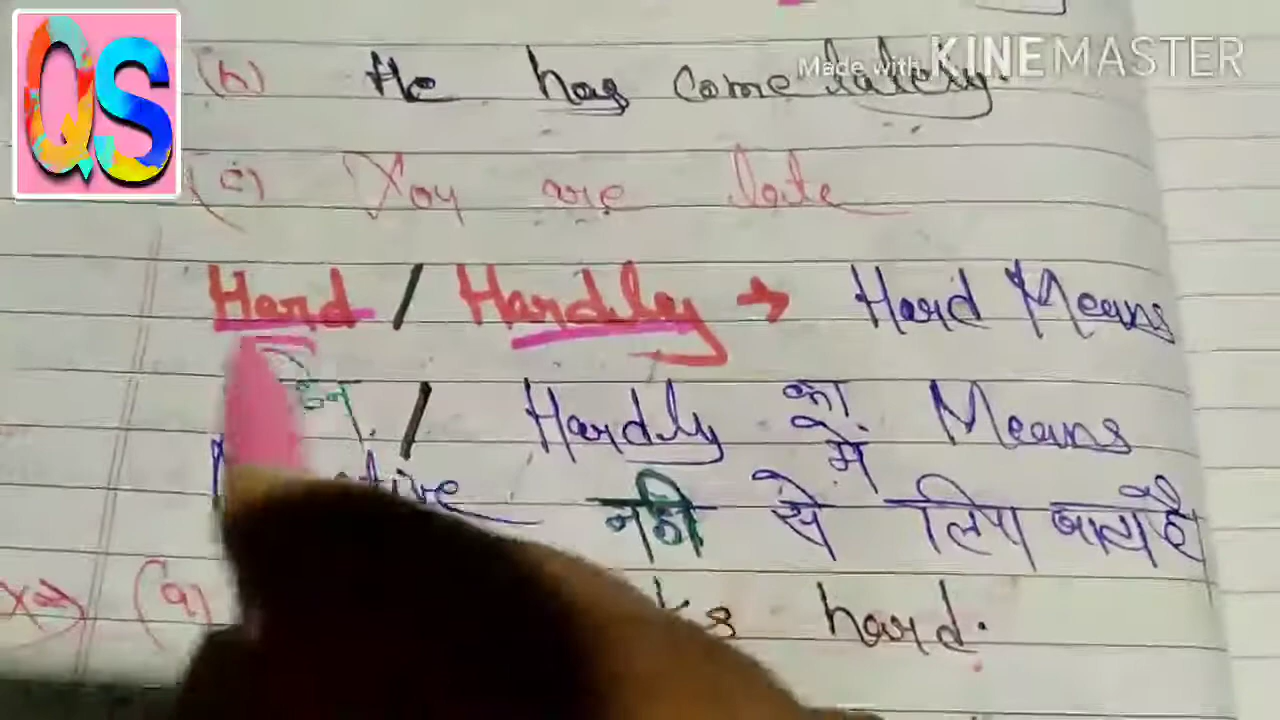 QS
Made with KINEMASTER
(h) He has come lately.
(c) You are late
Hard / Hardly → Hard Means
/ Hardly का Means
में
नही से लिया जाता है
(a) hard.